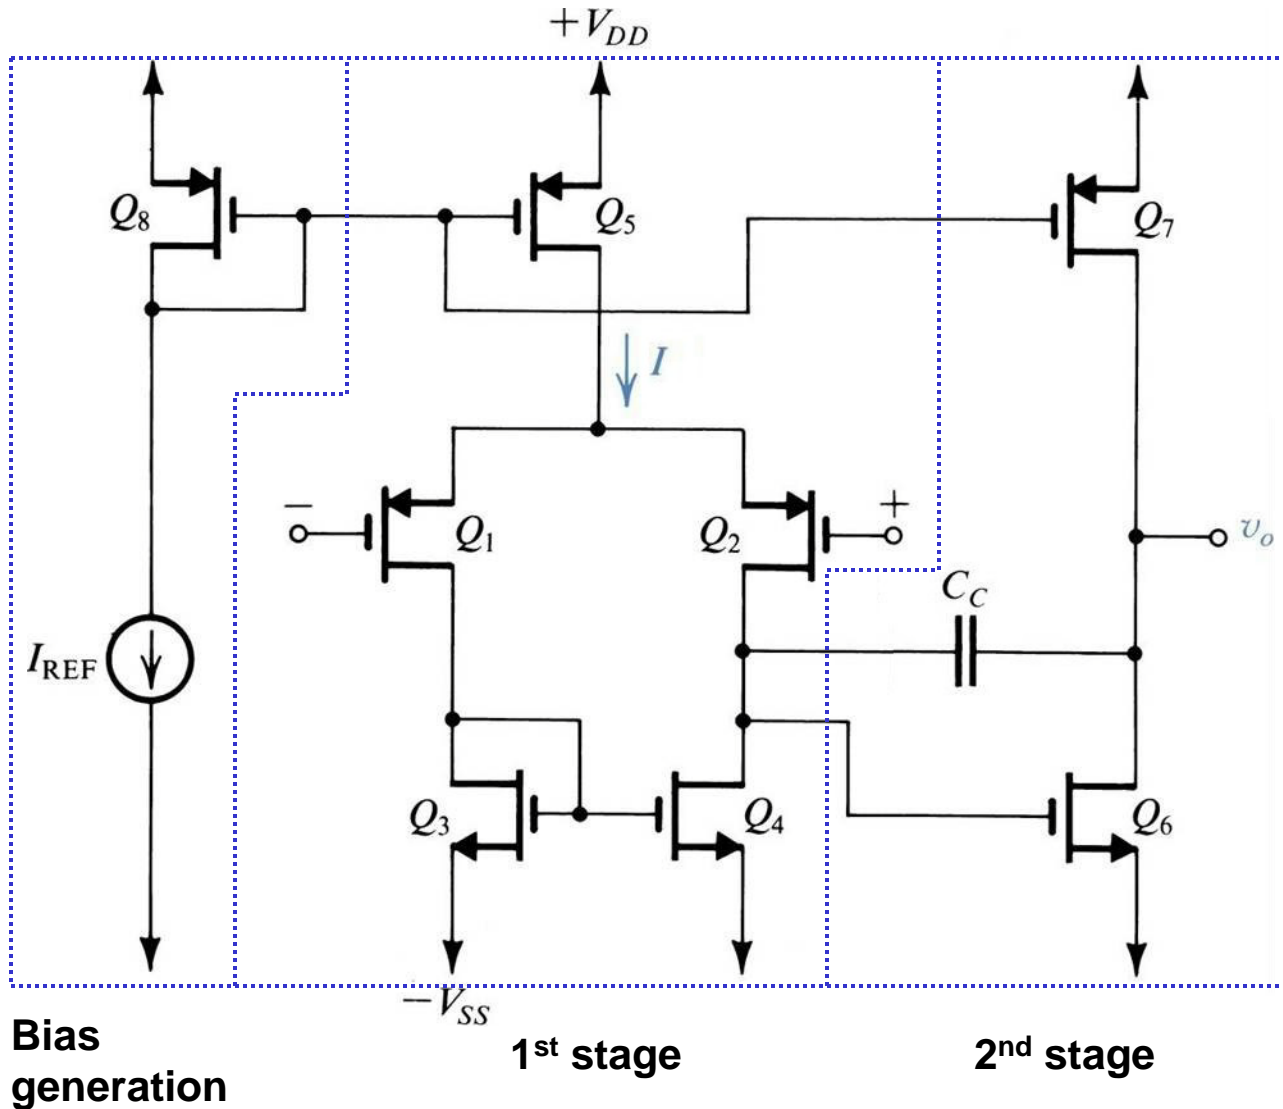 +V_DD
Q_8
Q_5
Q_7
I
−
Q_1
Q_2
+
v_o
C_C
I_REF
Q_3
Q_4
Q_6
−V_SS
Bias
generation
1st stage
2nd stage